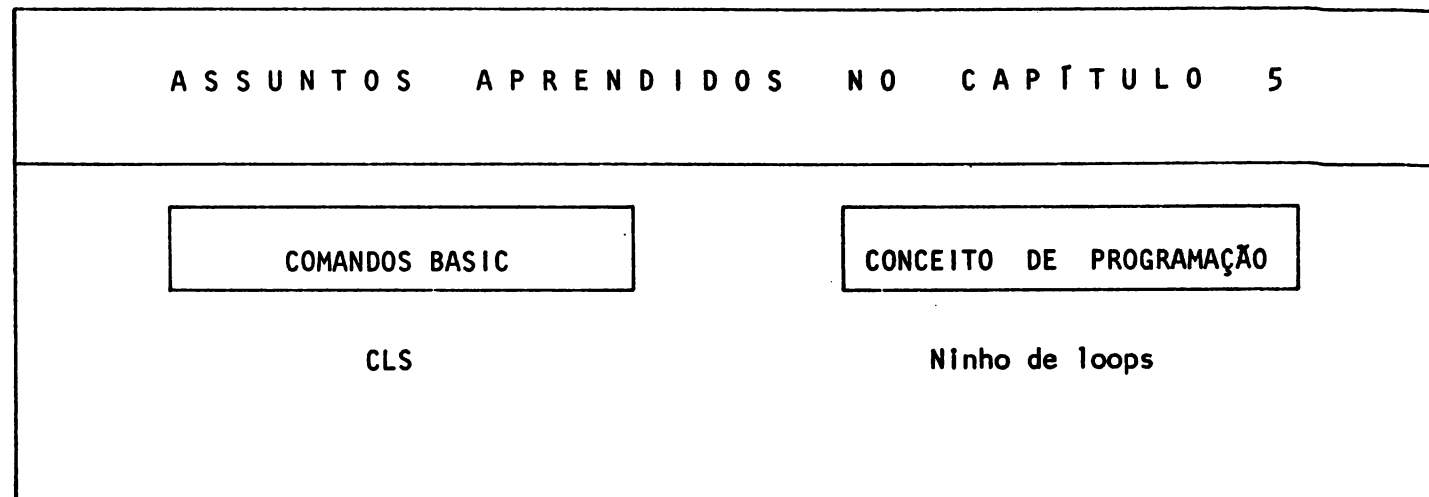 ASSUNTOS APRENDIDOS NO CAPÍTULO 5
COMANDOS BASIC
CONCEITO DE PROGRAMAÇÃO
CLS
Ninho de loops